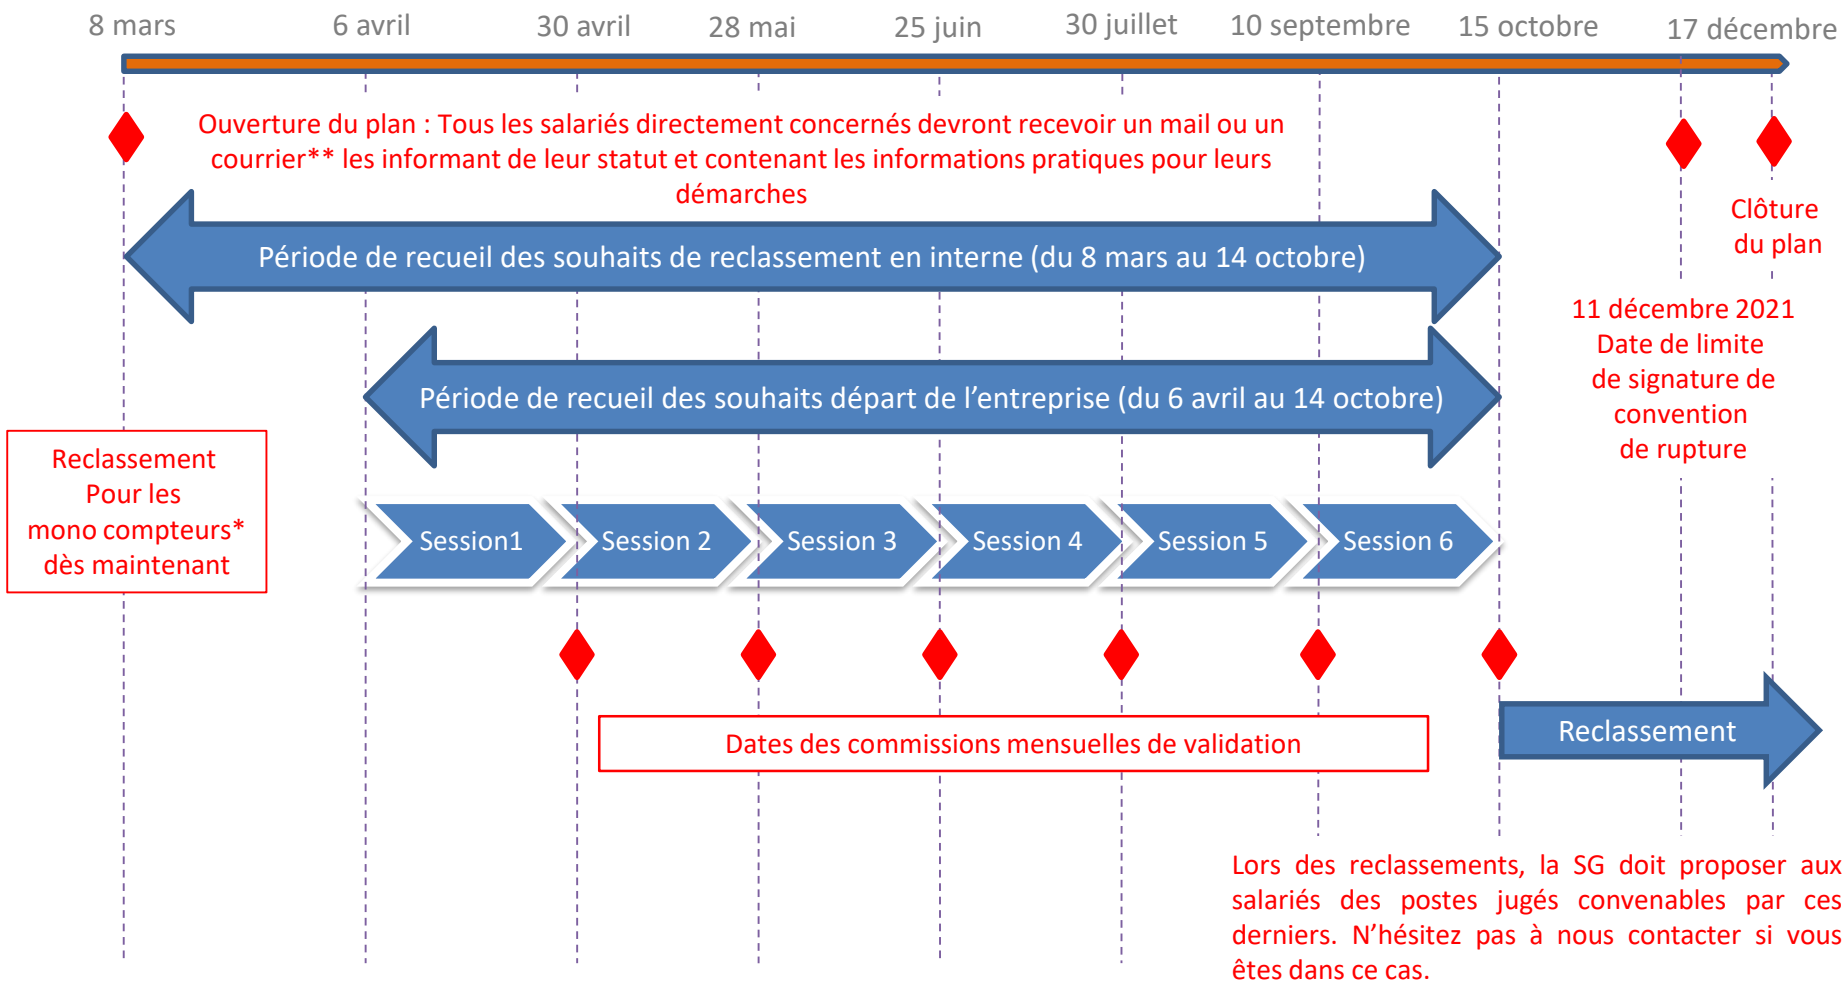 8 mars
6 avril
30 avril
28 mai
25 juin
30 juillet
10 septembre
15 octobre
17 décembre
Ouverture du plan : Tous les salariés directement concernés devront recevoir un mail ou un
courrier** les informant de leur statut et contenant les informations pratiques pour leurs
démarches
Clôture
du plan
Période de recueil des souhaits de reclassement en interne (du 8 mars au 14 octobre)
11 décembre 2021
Date de limite
de signature de
convention
de rupture
Période de recueil des souhaits départ de l’entreprise (du 6 avril au 14 octobre)
Reclassement
Pour les
mono compteurs*
dès maintenant
Session1
Session 2
Session 3
Session 4
Session 5
Session 6
Dates des commissions mensuelles de validation
Reclassement
Lors des reclassements, la SG doit proposer aux
salariés des postes jugés convenables par ces
derniers. N’hésitez pas à nous contacter si vous
êtes dans ce cas.